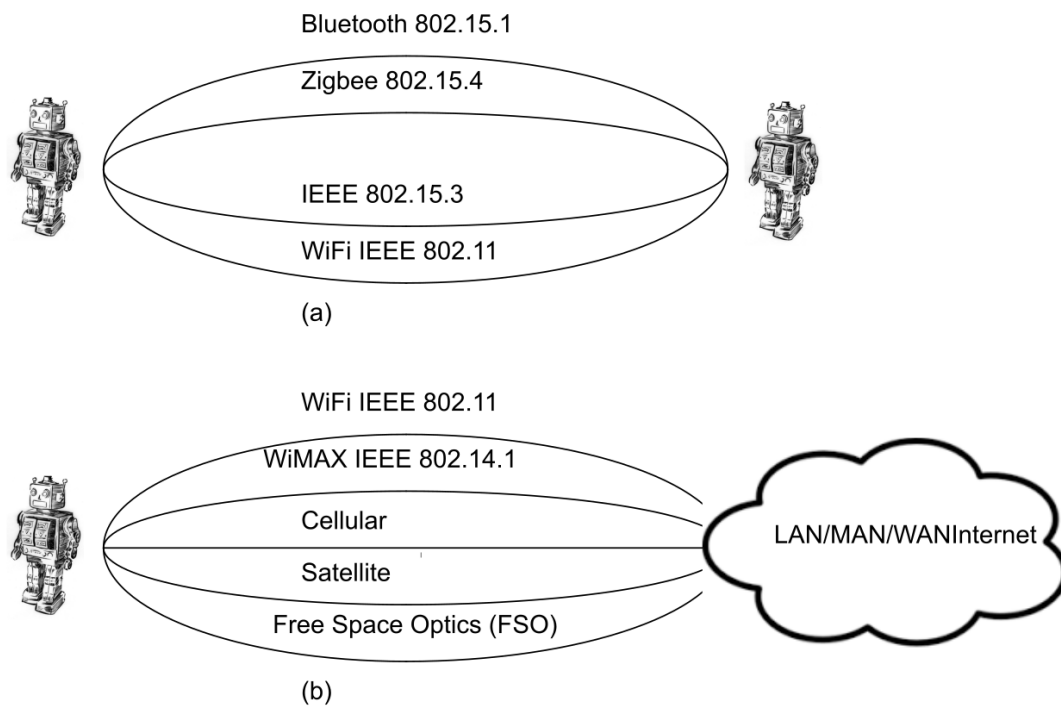 Bluetooth 802.15.1
Zigbee 802.15.4
IEEE 802.15.3
WiFi IEEE 802.11
(a)
WiFi IEEE 802.11
WiMAX IEEE 802.14.1
Cellular
LAN/MAN/WANInternet
Satellite
Free Space Optics (FSO)
(b)